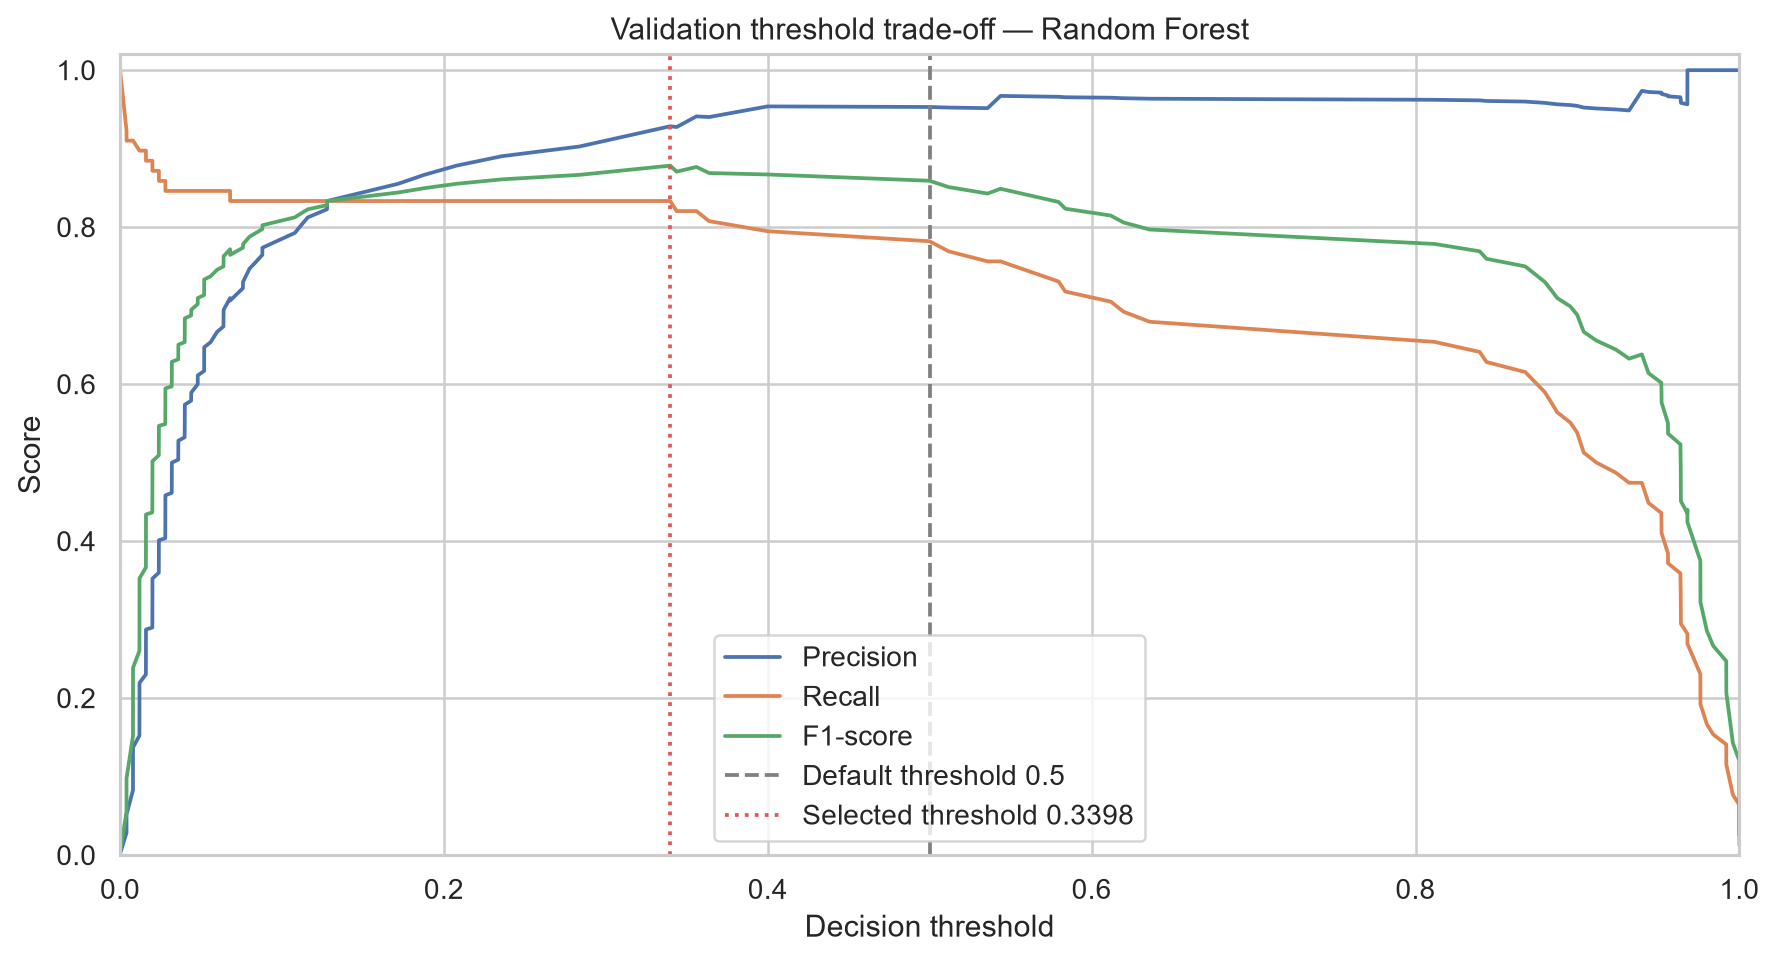 Validation threshold trade-off — Random Forest
1.0
0.8
0.6
0.4
0.2
0.0
Score
Precision
Recall
F1-score
Default threshold 0.5
Selected threshold 0.3398
0.0 0.2 0.4 0.6 0.8 1.0
Decision threshold